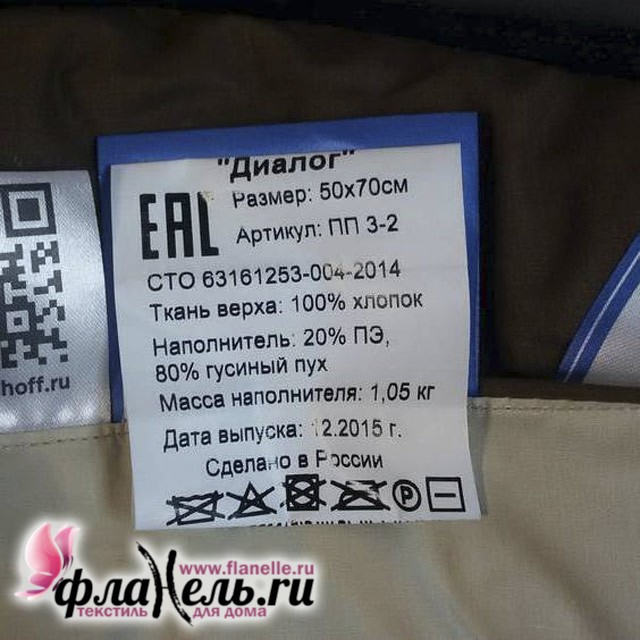 "Диалог"
EAC
Размер: 50х70см
Артикул: ПП 3-2
СТО 63161253-004-2014
Ткань верха: 100% хлопок
Наполнитель: 20% ПЭ,
80% гусиный пух
Масса наполнителя: 1,05 кг
Дата выпуска: 12.2015 г.
Сделано в России
P
hoff.ru
www.flanelle.ru
флаНель.ru
текстиль для дома